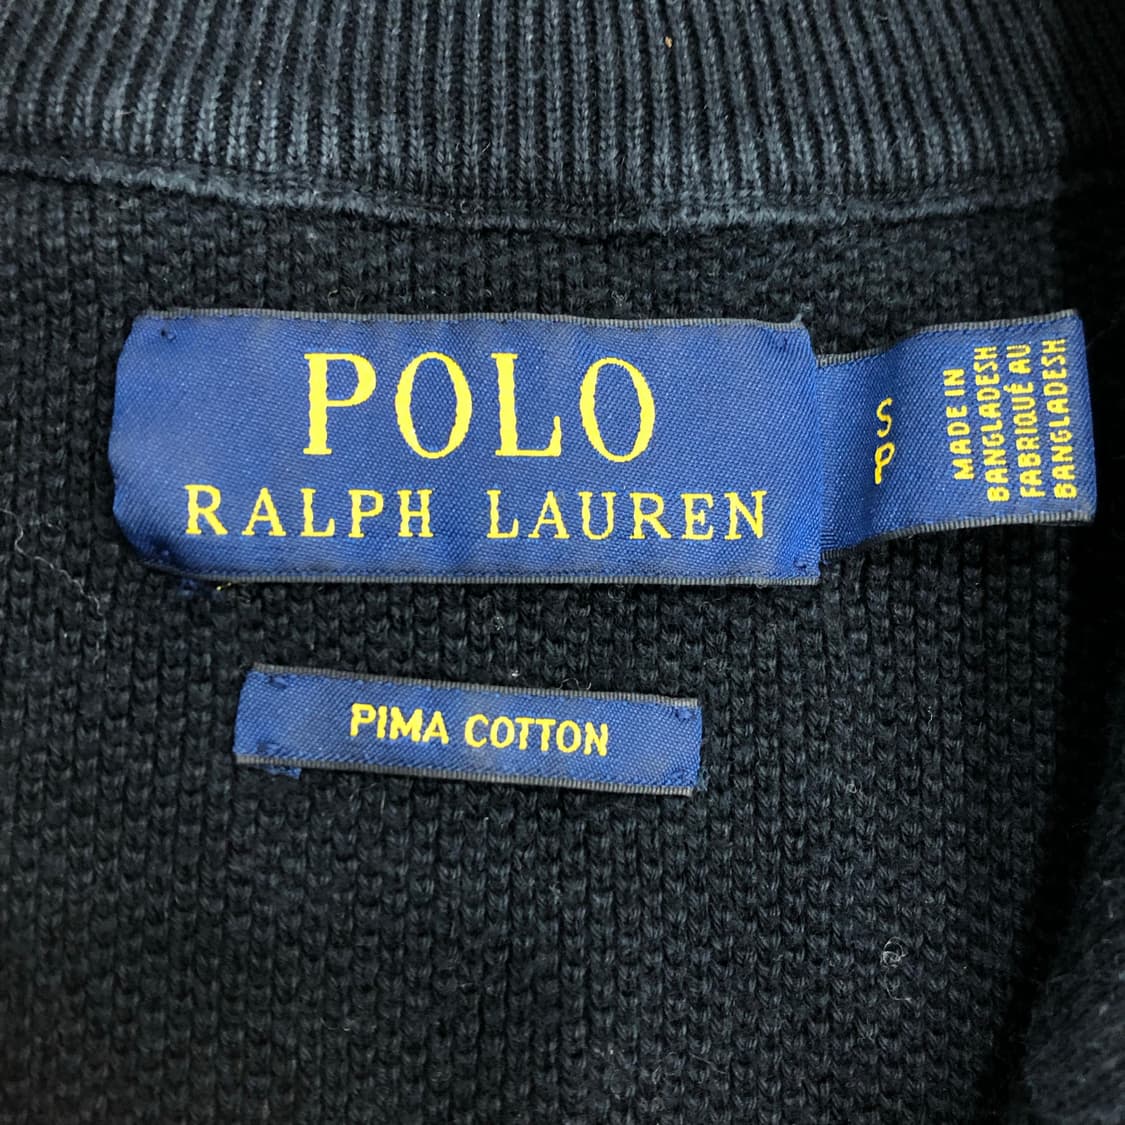 POLO
RALPH LAUREN
S
P
MADE IN
BANGLADESH
FABRIQUÉ AU
BANGLADESH
PIMA COTTON